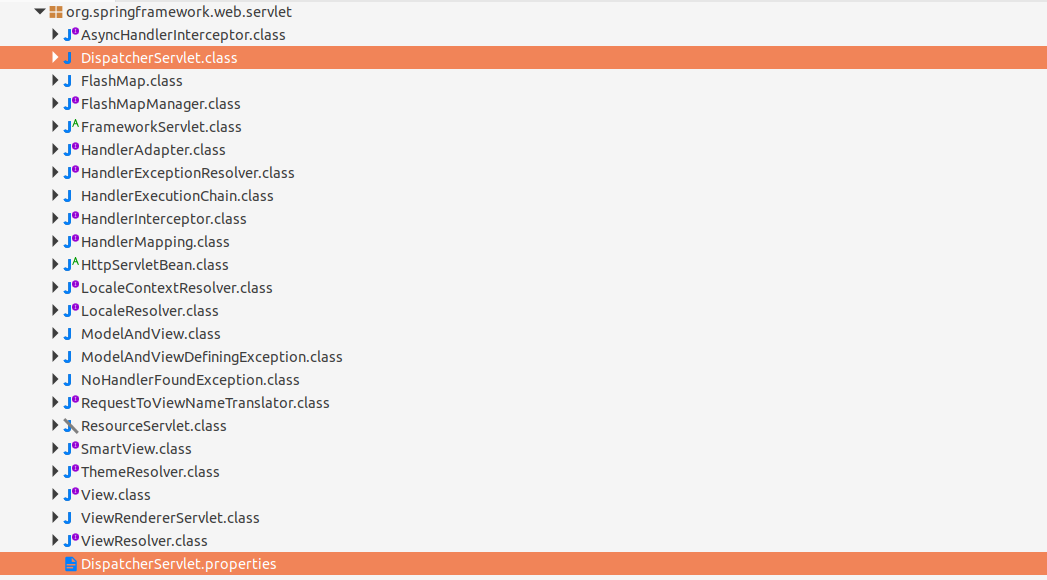 org.springframework.web.servlet
AsyncHandlerInterceptor.class
DispatcherServlet.class
FlashMap.class
FlashMapManager.class
FrameworkServlet.class
HandlerAdapter.class
HandlerExceptionResolver.class
HandlerExecutionChain.class
HandlerInterceptor.class
HandlerMapping.class
HttpServletBean.class
LocaleContextResolver.class
LocaleResolver.class
ModelAndView.class
ModelAndViewDefiningException.class
NoHandlerFoundException.class
RequestToViewNameTranslator.class
ResourceServlet.class
SmartView.class
ThemeResolver.class
View.class
ViewRendererServlet.class
ViewResolver.class
DispatcherServlet.properties